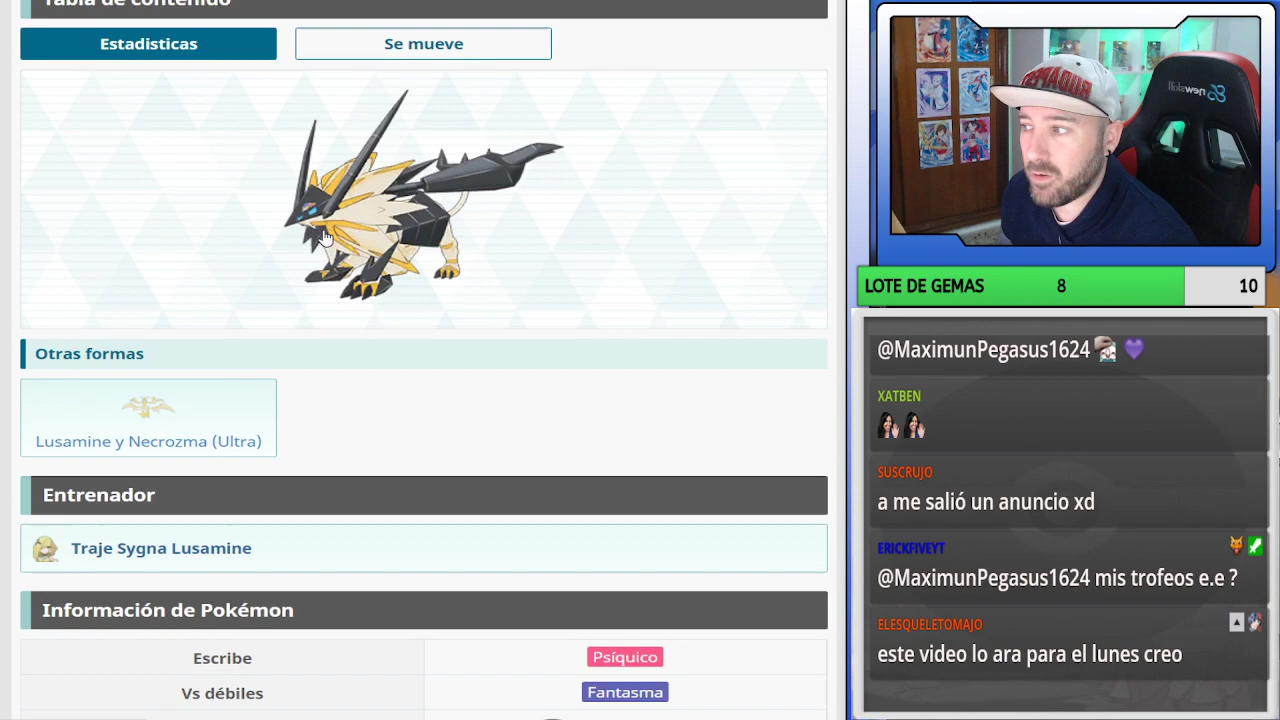 Tabla de contenido
Estadisticas
Se mueve
Otras formas
Lusamine y Necrozma (Ultra)
Entrenador
Traje Sygna Lusamine
Información de Pokémon
Escribe
Psíquico
Vs débiles
Fantasma
newskill
LOTE DE GEMAS 8 10
@MaximunPegasus1624
XATBEN
SUSCRUJO
a me salió un anuncio xd
ERICKFIVEYT
@MaximunPegasus1624 mis trofeos e.e ?
ELESQUELETOMAJO
este video lo ara para el lunes creo